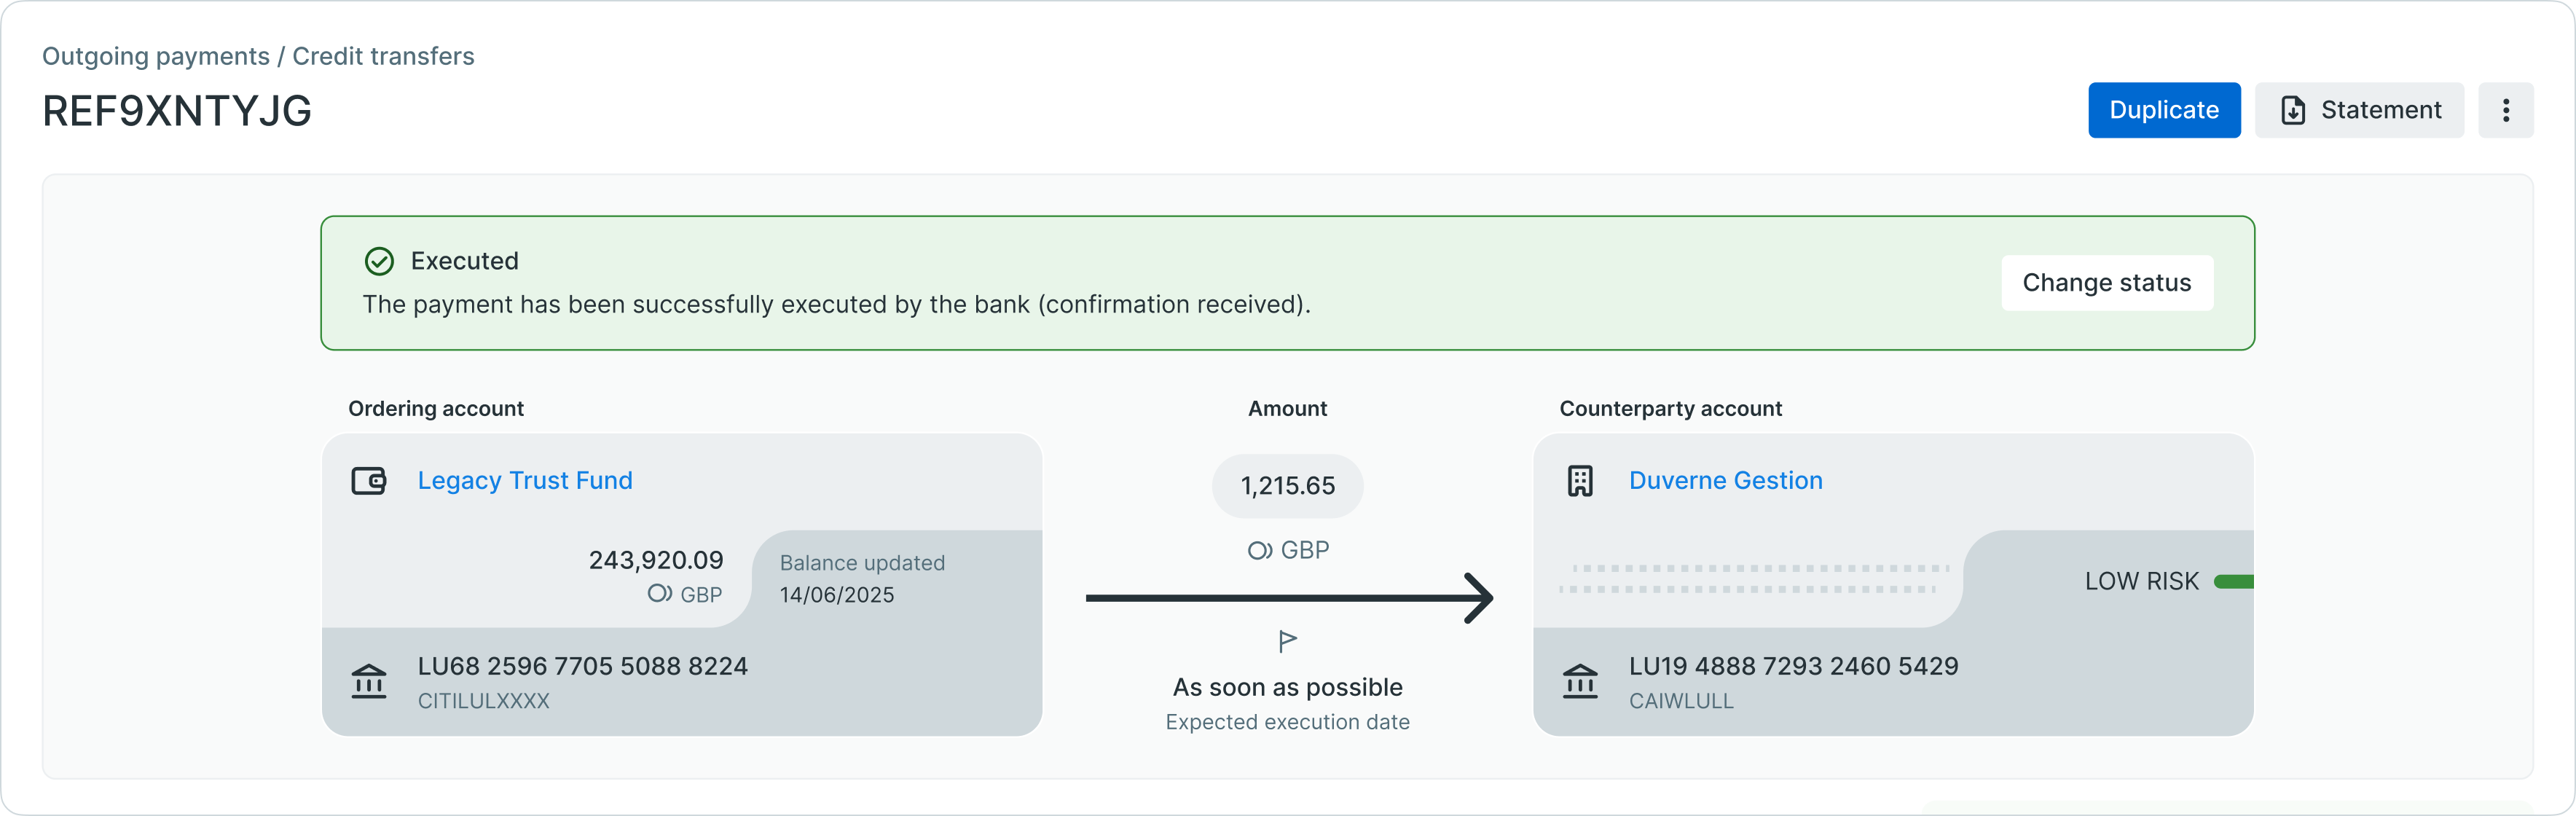 Outgoing payments / Credit transfers
REF9XNTYJG
Duplicate
Statement
Executed
The payment has been successfully executed by the bank (confirmation received).
Change status
Ordering account
Legacy Trust Fund
243,920.09
GBP
Balance updated
14/06/2025
LU68 2596 7705 5088 8224
CITILULXXXX
Amount
1,215.65
GBP
As soon as possible
Expected execution date
Counterparty account
Duverne Gestion
LOW RISK
LU19 4888 7293 2460 5429
CAIWLULL